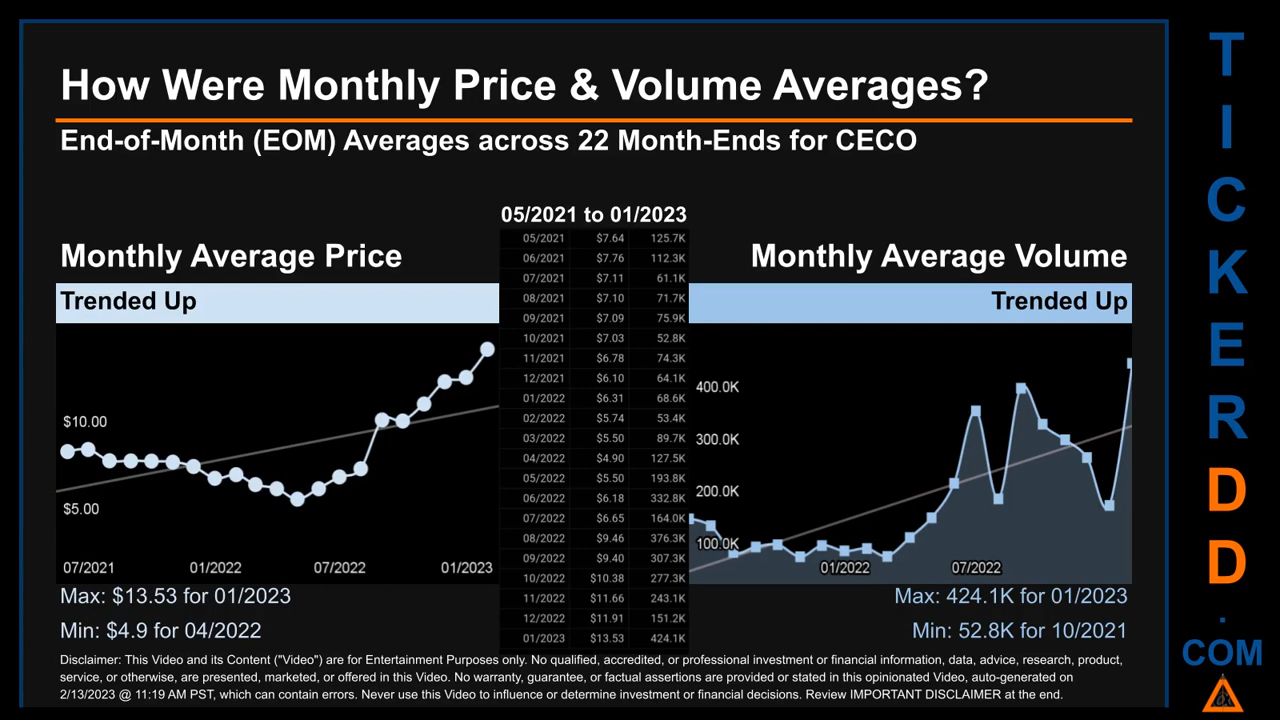 How Were Monthly Price & Volume Averages?
End-of-Month (EOM) Averages across 22 Month-Ends for CECO
05/2021 to 01/2023
Monthly Average Price
Trended Up
$10.00
$5.00
07/2021 01/2022 07/2022 01/2023
Max: $13.53 for 01/2023
Min: $4.9 for 04/2022
05/2021 $7.64 125.7K
06/2021 $7.76 112.3K
07/2021 $7.11 61.1K
08/2021 $7.10 71.7K
09/2021 $7.09 75.9K
10/2021 $7.03 52.8K
11/2021 $6.78 74.3K
12/2021 $6.10 64.1K
01/2022 $6.31 68.6K
02/2022 $5.74 53.4K
03/2022 $5.50 89.7K
04/2022 $4.90 127.5K
05/2022 $5.50 193.8K
06/2022 $6.18 332.8K
07/2022 $6.65 164.0K
08/2022 $9.46 376.3K
09/2022 $9.40 307.3K
10/2022 $10.38 277.3K
11/2022 $11.66 243.1K
12/2022 $11.91 151.2K
01/2023 $13.53 424.1K
Monthly Average Volume
Trended Up
400.0K
300.0K
200.0K
100.0K
01/2022 07/2022
Max: 424.1K for 01/2023
Min: 52.8K for 10/2021
Disclaimer: This Video and its Content ("Video") are for Entertainment Purposes only. No qualified, accredited, or professional investment or financial information, data, advice, research, product,
service, or otherwise, are presented, marketed, or offered in this Video. No warranty, guarantee, or factual assertions are provided or stated in this opinionated Video, auto-generated on
2/13/2023 @ 11:19 AM PST, which can contain errors. Never use this Video to influence or determine investment or financial decisions. Review IMPORTANT DISCLAIMER at the end.
T
I
C
K
E
R
D
D
.
COM